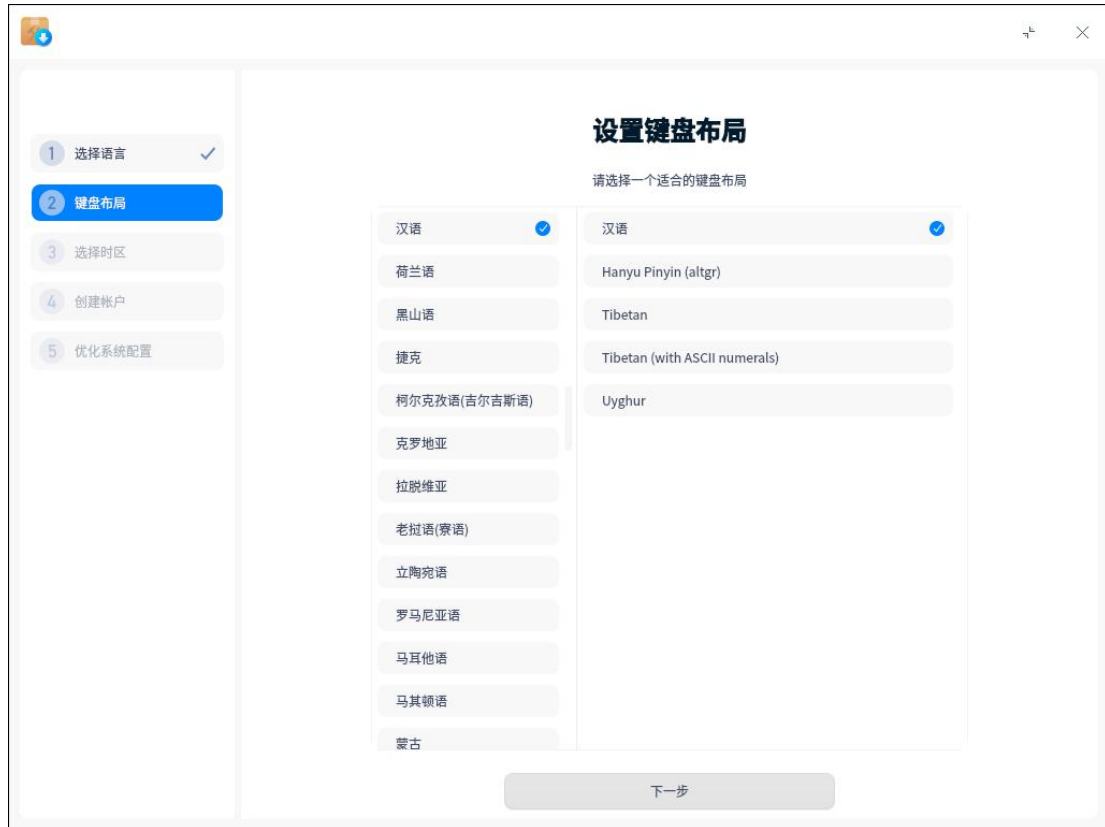 1 选择语言
2 键盘布局
3 选择时区
4 创建帐户
5 优化系统配置
设置键盘布局
请选择一个适合的键盘布局
汉语
荷兰语
黑山语
捷克
柯尔克孜语(吉尔吉斯语)
克罗地亚
拉脱维亚
老挝语(寮语)
立陶宛语
罗马尼亚语
马耳他语
马其顿语
蒙古
汉语
Hanyu Pinyin (altgr)
Tibetan
Tibetan (with ASCII numerals)
Uyghur
下一步